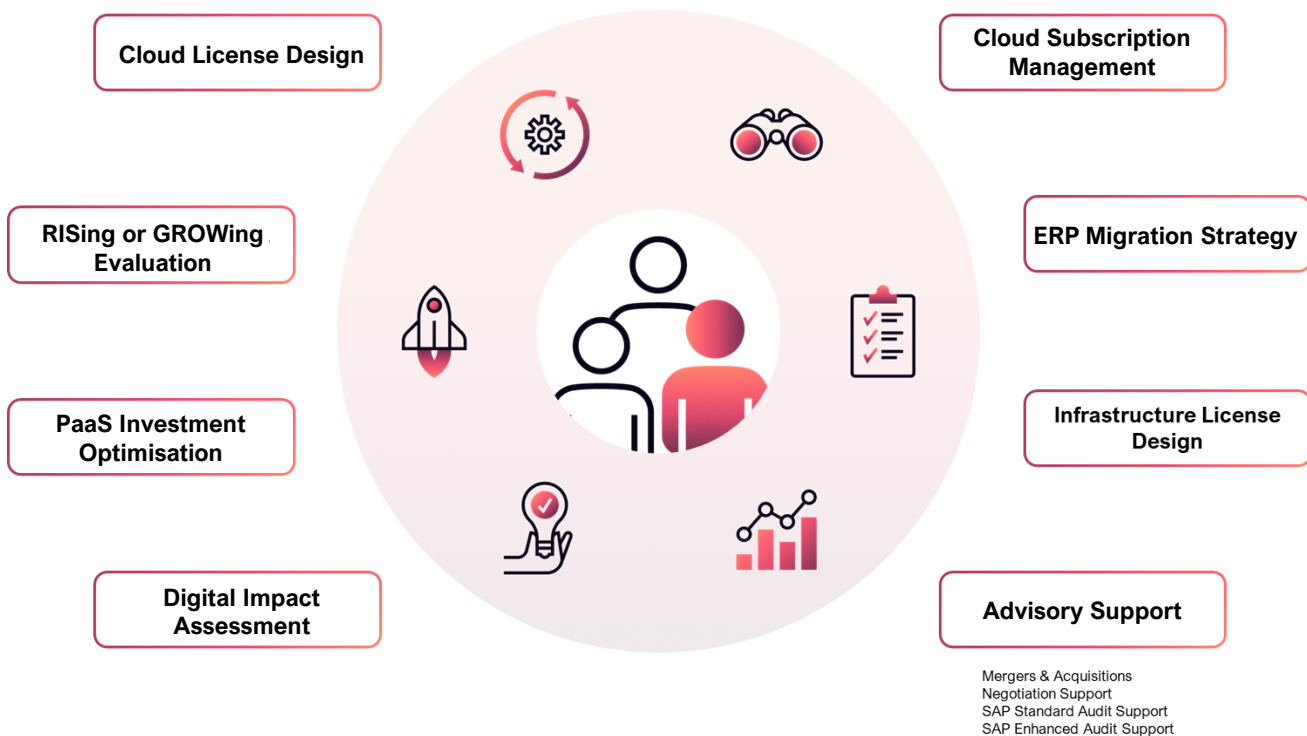 Cloud License Design
Cloud Subscription
Management
RISing or GROWing
Evaluation
ERP Migration Strategy
PaaS Investment
Optimisation
Infrastructure License
Design
Digital Impact
Assessment
Advisory Support
Mergers & Acquisitions
Negotiation Support
SAP Standard Audit Support
SAP Enhanced Audit Support